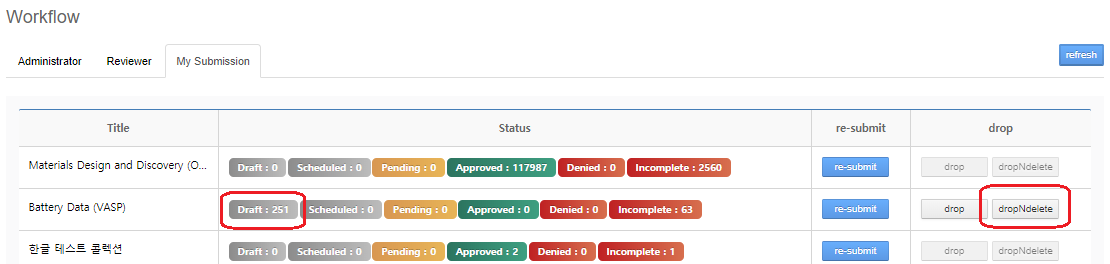 Workflow
Administrator Reviewer My Submission refresh
Title Status re-submit drop
Materials Design and Discovery (O... Draft : 0 Scheduled : 0 Pending : 0 Approved : 117987 Denied : 0 Incomplete : 2560 re-submit drop dropNdelete
Battery Data (VASP) Draft : 251 Scheduled : 0 Pending : 0 Approved : 0 Denied : 0 Incomplete : 63 re-submit drop dropNdelete
한글 테스트 콜렉션 Draft : 0 Scheduled : 0 Pending : 0 Approved : 2 Denied : 0 Incomplete : 1 re-submit drop dropNdelete